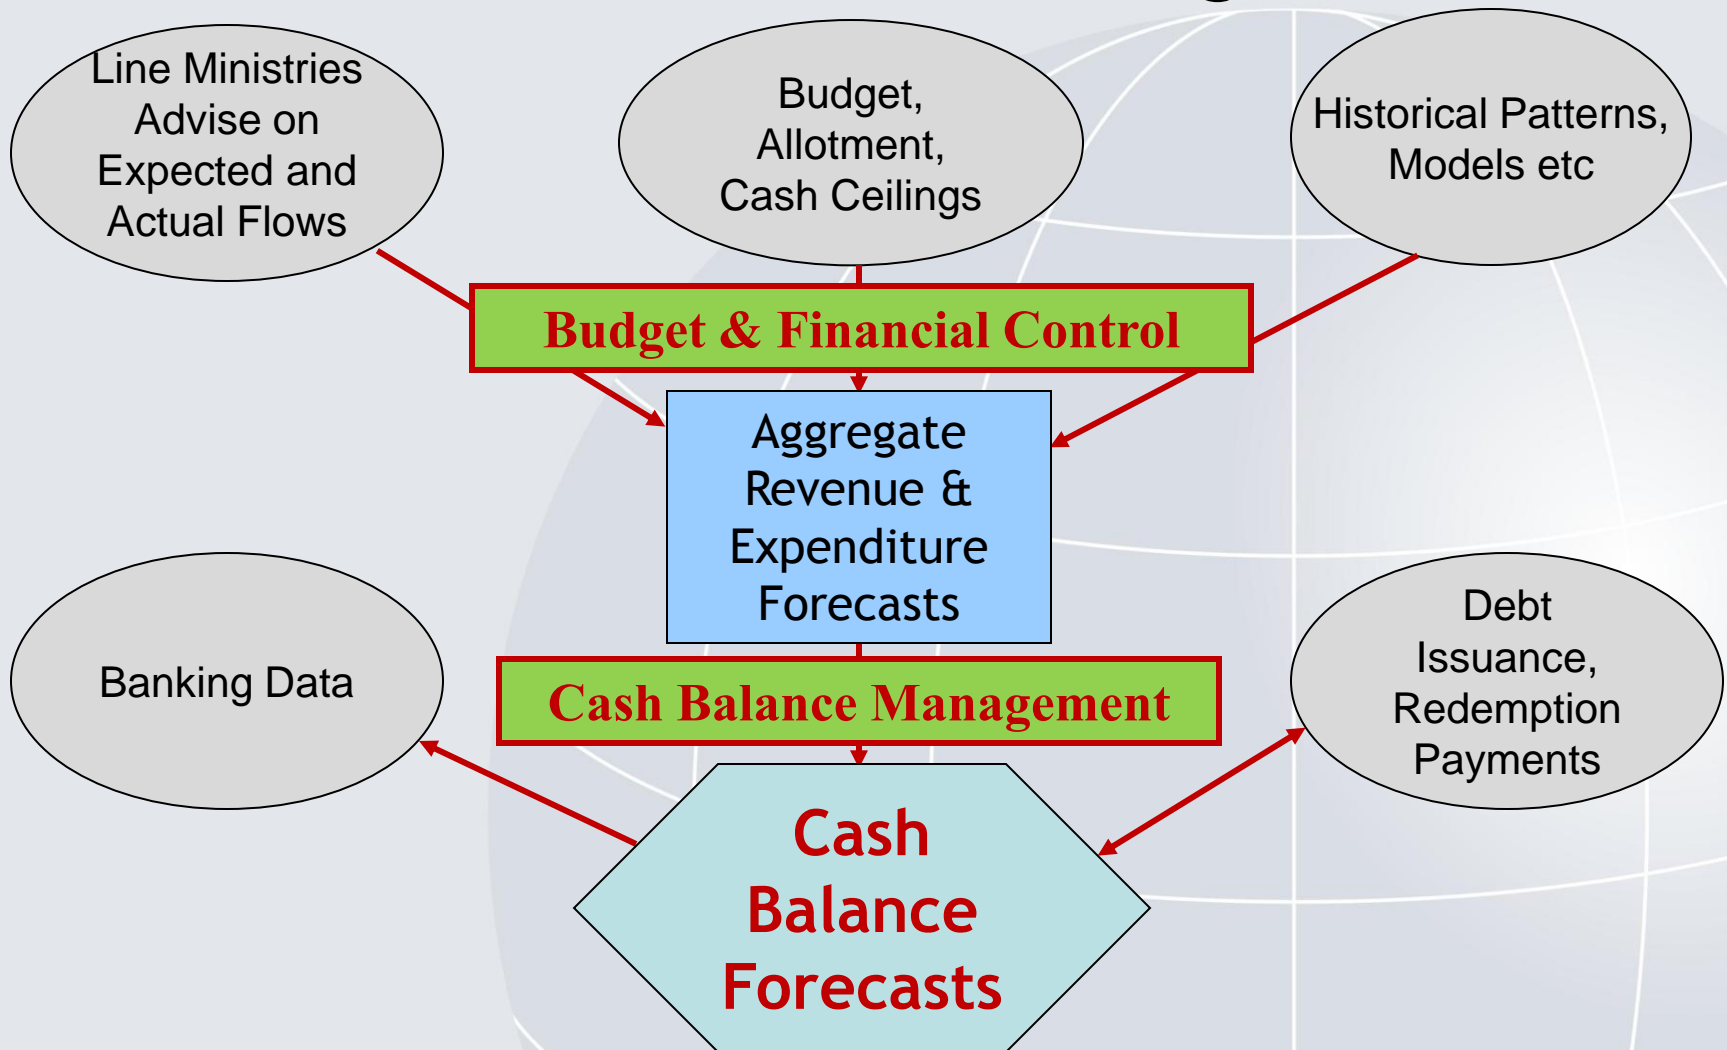 Line Ministries
Advise on
Expected and
Actual Flows
Budget,
Allotment,
Cash Ceilings
Historical Patterns,
Models etc
Budget & Financial Control
Aggregate
Revenue &
Expenditure
Forecasts
Banking Data
Cash Balance Management
Debt
Issuance,
Redemption
Payments
Cash
Balance
Forecasts